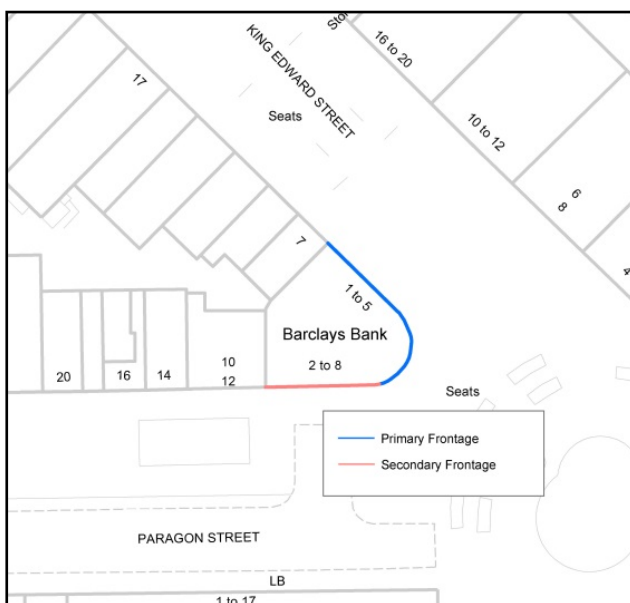 KING EDWARD STREET
16 to 20
17
Seats
10 to 12
6
8
7
4
1 to 5
Barclays Bank
2 to 8
10
12
20
16
14
Seats
Primary Frontage
Secondary Frontage
PARAGON STREET
LB
1 to 17